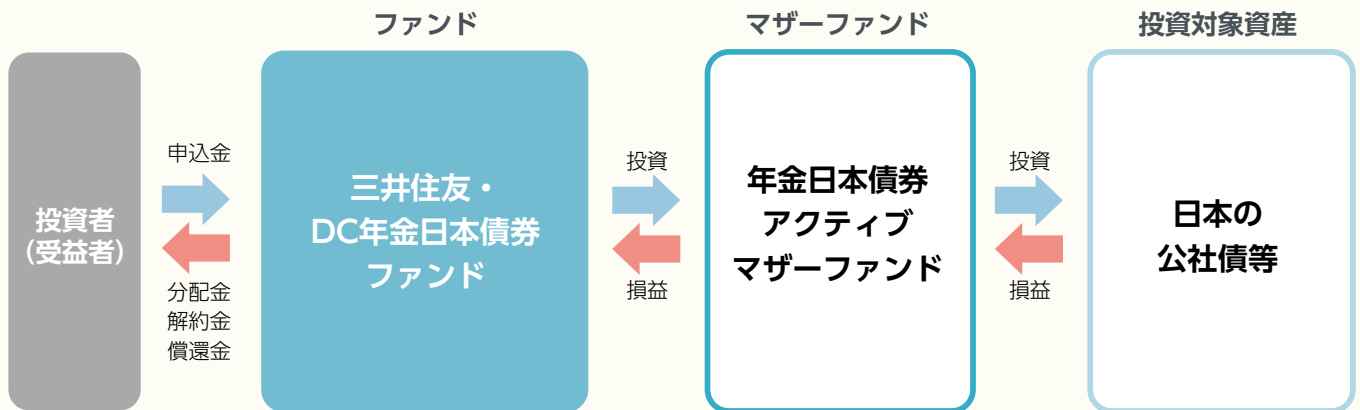 ファンド
マザーファンド
投資対象資産
投資者
(受益者)
申込金
分配金
解約金
償還金
三井住友・
DC年金日本債券
ファンド
投資
損益
年金日本債券
アクティブ
マザーファンド
投資
損益
日本の
公社債等